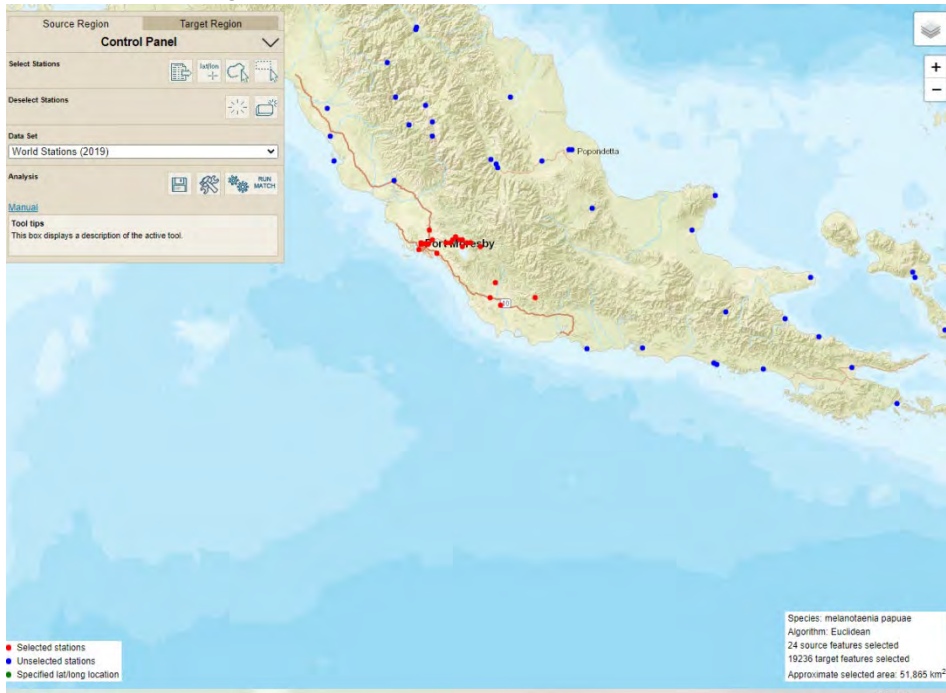 Source Region
Target Region
Control Panel
Select Stations
lat/lon
Deselect Stations
Data Set
World Stations (2019)
Analysis
RUN
MATCH
Manual
Tool tips
This box displays a description of the active tool.
+
−
Popondetta
Port Moresby
Selected stations
Unselected stations
Specified lat/long location
Species: melanotaenia papuae
Algorithm: Euclidean
24 source features selected
19236 target features selected
Approximate selected area: 51,865 km²